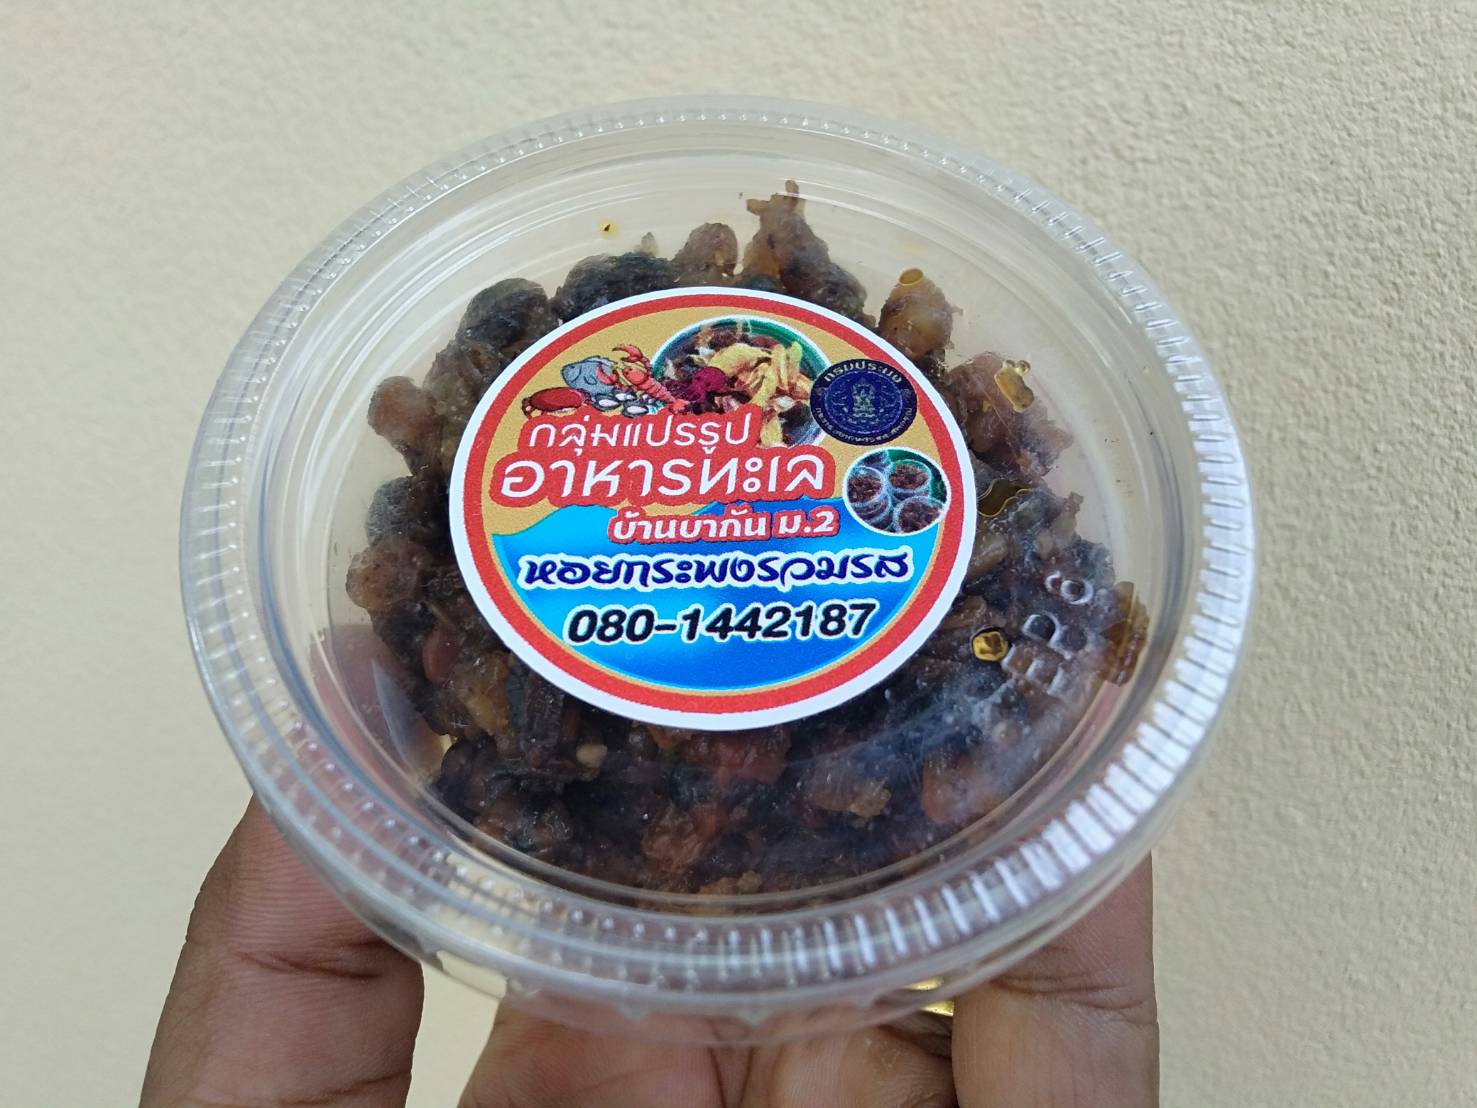 กรมประมง
กลุ่มแปรรูป
อาหารทะเล
บ้านบากัน ม.2
หอยกระพงรวมรส
080-1442187
BP 6